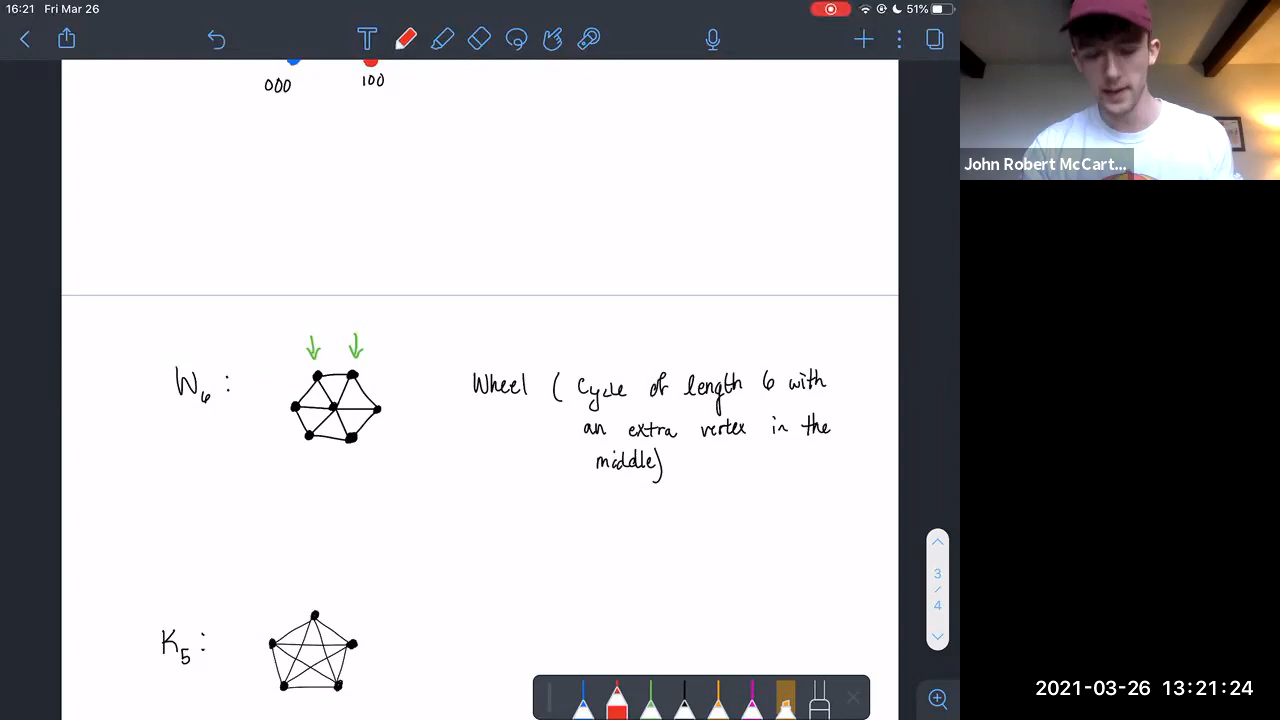 16:21 Fri Mar 26
51%
000 100
W6 : Wheel ( Cycle of length 6 with
an extra vertex in the
middle)
K5 :
3
/
4
John Robert McCart...
2021-03-26 13:21:24